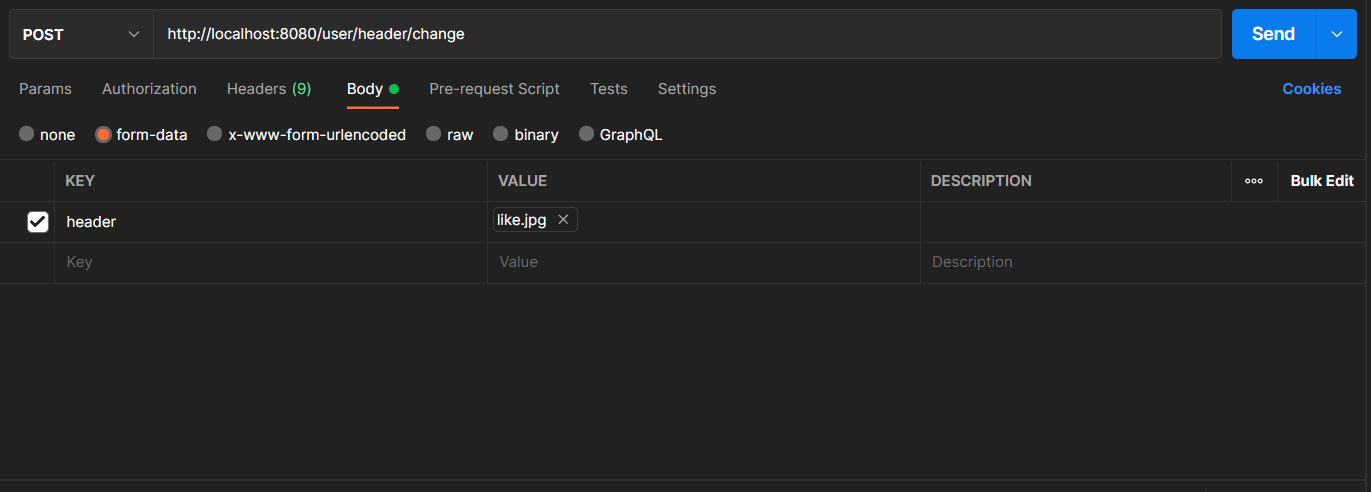 POST http://localhost:8080/user/header/change Send
Params Authorization Headers (9) Body Pre-request Script Tests Settings Cookies
none form-data x-www-form-urlencoded raw binary GraphQL
KEY VALUE DESCRIPTION Bulk Edit
header like.jpg
Key Value Description